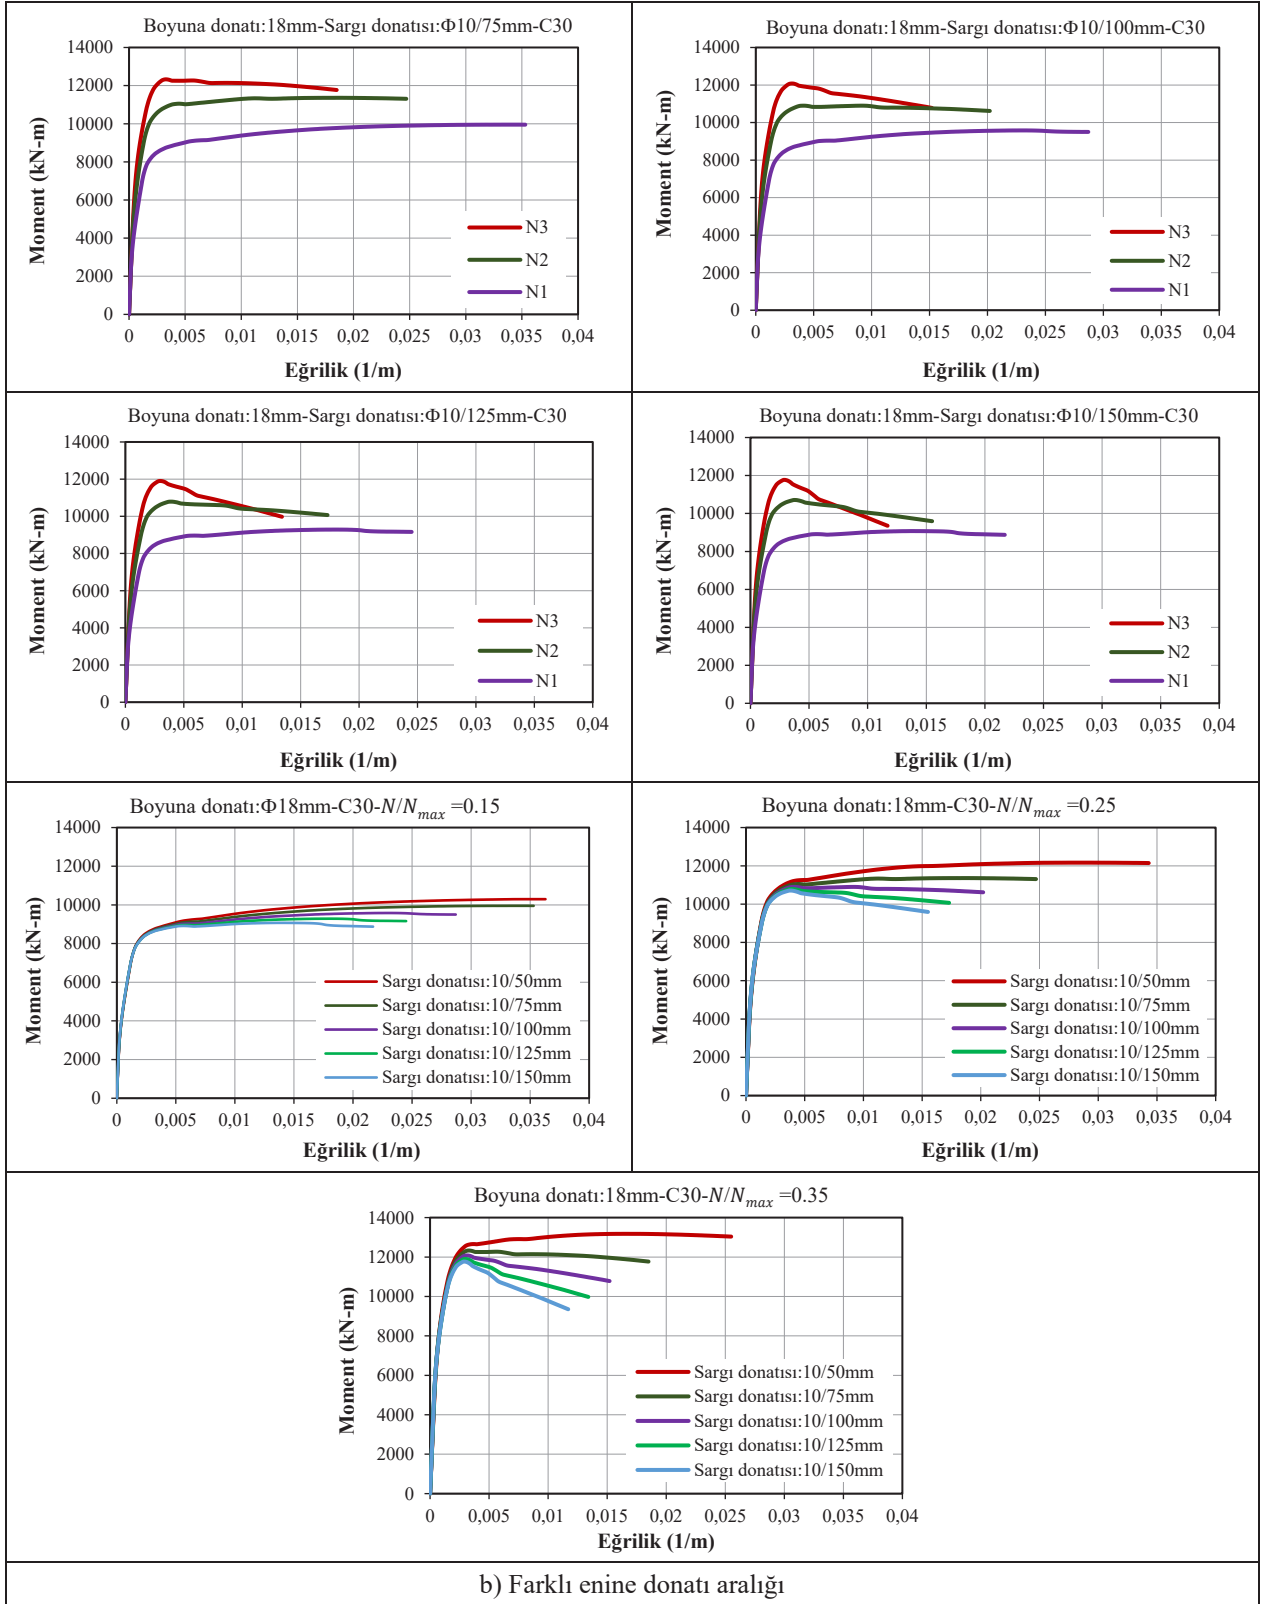 Boyuna donatı:18mm-Sargı donatısı:Φ10/75mm-C30
14000
12000
10000
8000
6000
4000
2000
0
Moment (kN-m)
N3
N2
N1
0 0,005 0,01 0,015 0,02 0,025 0,03 0,035 0,04
Eğrilik (1/m)
Boyuna donatı:18mm-Sargı donatısı:Φ10/100mm-C30
14000
12000
10000
8000
6000
4000
2000
0
Moment (kN-m)
N3
N2
N1
0 0,005 0,01 0,015 0,02 0,025 0,03 0,035 0,04
Eğrilik (1/m)
Boyuna donatı:18mm-Sargı donatısı:Φ10/125mm-C30
14000
12000
10000
8000
6000
4000
2000
0
Moment (kN-m)
N3
N2
N1
0 0,005 0,01 0,015 0,02 0,025 0,03 0,035 0,04
Eğrilik (1/m)
Boyuna donatı:18mm-Sargı donatısı:Φ10/150mm-C30
14000
12000
10000
8000
6000
4000
2000
0
Moment (kN-m)
N3
N2
N1
0 0,005 0,01 0,015 0,02 0,025 0,03 0,035 0,04
Eğrilik (1/m)
Boyuna donatı:Φ18mm-C30-N/Nmax =0.15
14000
12000
10000
8000
6000
4000
2000
0
Moment (kN-m)
Sargı donatısı:10/50mm
Sargı donatısı:10/75mm
Sargı donatısı:10/100mm
Sargı donatısı:10/125mm
Sargı donatısı:10/150mm
0 0,005 0,01 0,015 0,02 0,025 0,03 0,035 0,04
Eğrilik (1/m)
Boyuna donatı:18mm-C30-N/Nmax =0.25
14000
12000
10000
8000
6000
4000
2000
0
Moment (kN-m)
Sargı donatısı:10/50mm
Sargı donatısı:10/75mm
Sargı donatısı:10/100mm
Sargı donatısı:10/125mm
Sargı donatısı:10/150mm
0 0,005 0,01 0,015 0,02 0,025 0,03 0,035 0,04
Eğrilik (1/m)
Boyuna donatı:18mm-C30-N/Nmax =0.35
14000
12000
10000
8000
6000
4000
2000
0
Moment (kN-m)
Sargı donatısı:10/50mm
Sargı donatısı:10/75mm
Sargı donatısı:10/100mm
Sargı donatısı:10/125mm
Sargı donatısı:10/150mm
0 0,005 0,01 0,015 0,02 0,025 0,03 0,035 0,04
Eğrilik (1/m)
b) Farklı enine donatı aralığı